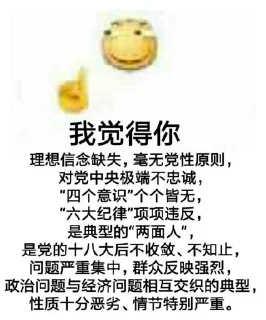 我觉得你
理想信念缺失，毫无党性原则，
对党中央极端不忠诚，
“四个意识”个个皆无，
“六大纪律”项项违反，
是典型的“两面人”，
是党的十八大后不收敛、不知止，
问题严重集中，群众反映强烈，
政治问题与经济问题相互交织的典型，
性质十分恶劣、情节特别严重。